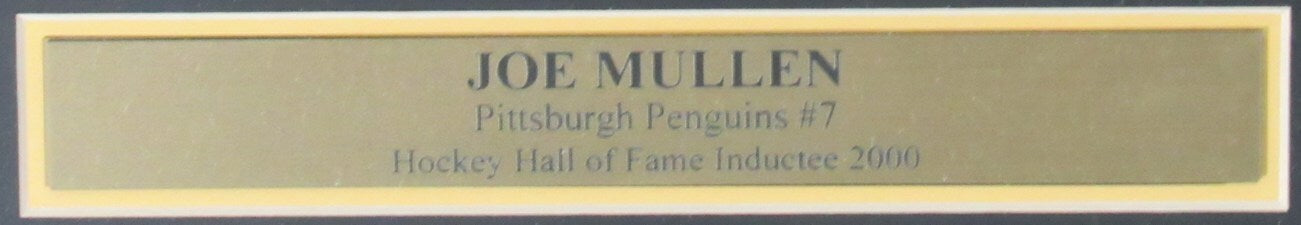 JOE MULLEN
Pittsburgh Penguins #7
Hockey Hall of Fame Inductee 2000